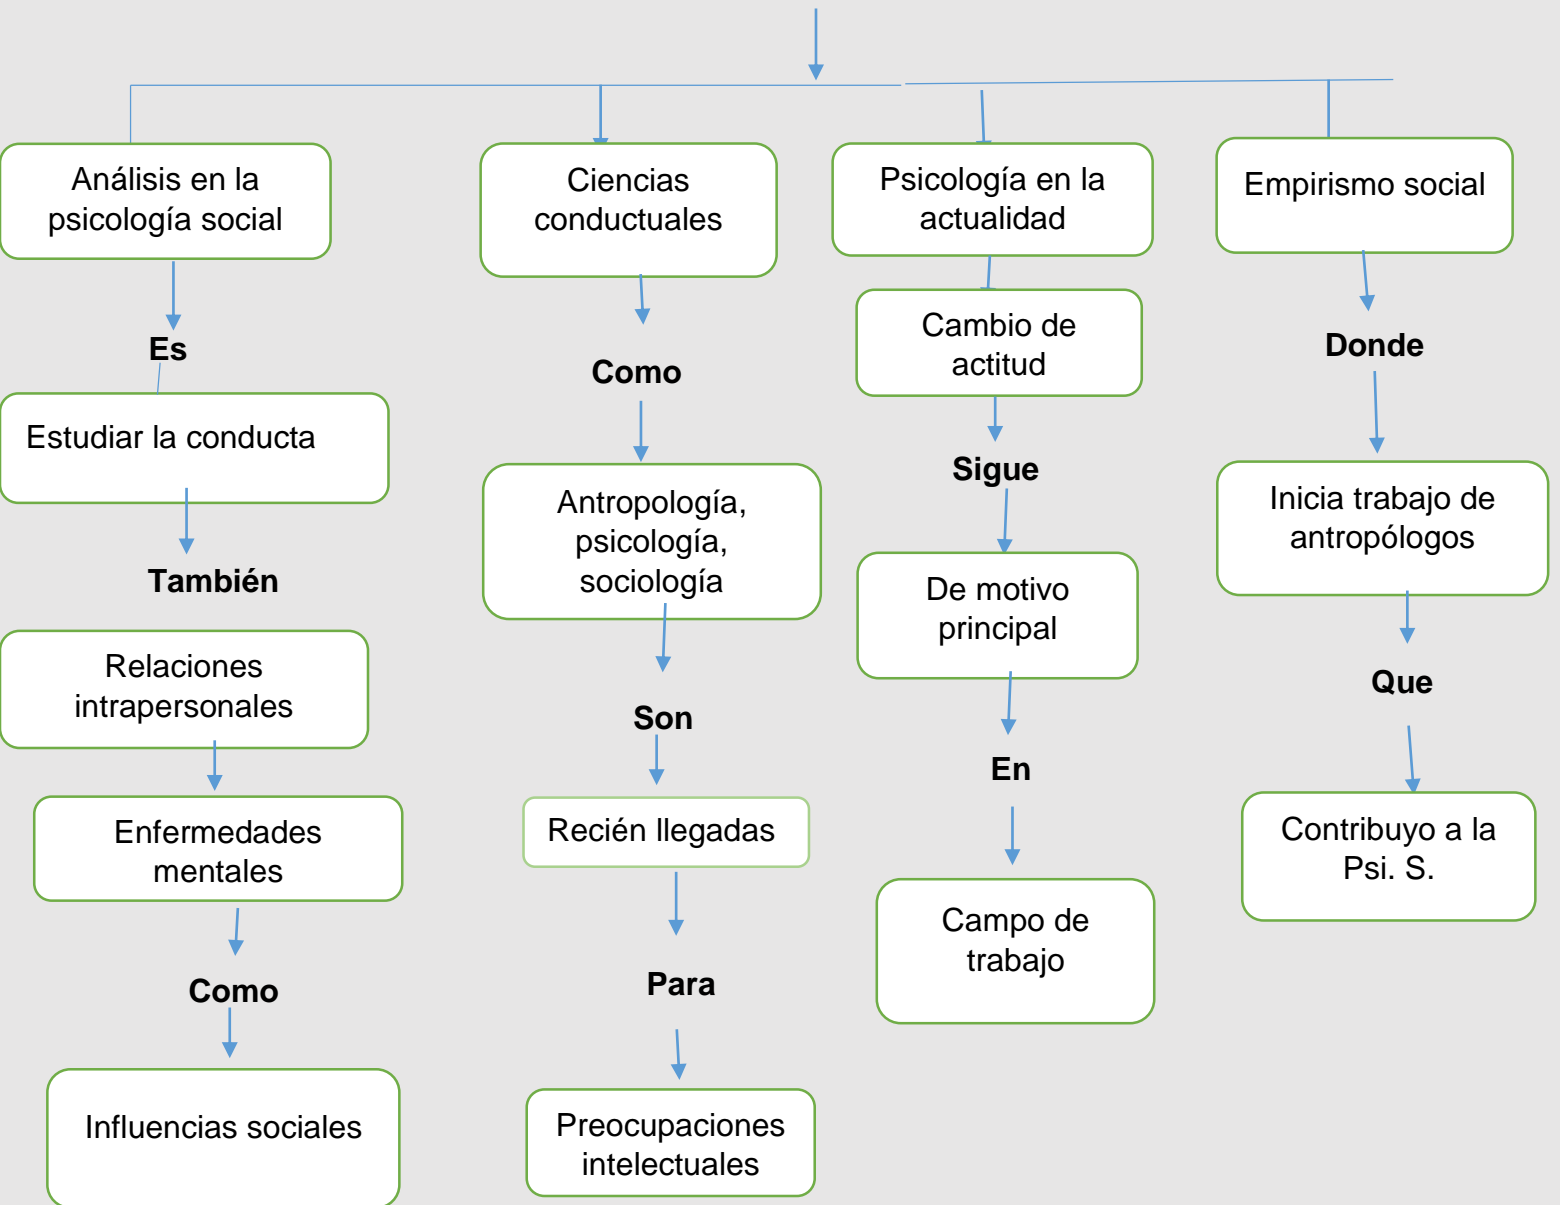 Análisis en la
psicología social
Es
Estudiar la conducta
También
Relaciones
intrapersonales
Enfermedades
mentales
Como
Influencias sociales
Ciencias
conductuales
Como
Antropología,
psicología,
sociología
Son
Recién llegadas
Para
Preocupaciones
intelectuales
Psicología en la
actualidad
Cambio de
actitud
Sigue
De motivo
principal
En
Campo de
trabajo
Empirismo social
Donde
Inicia trabajo de
antropólogos
Que
Contribuyo a la
Psi. S.